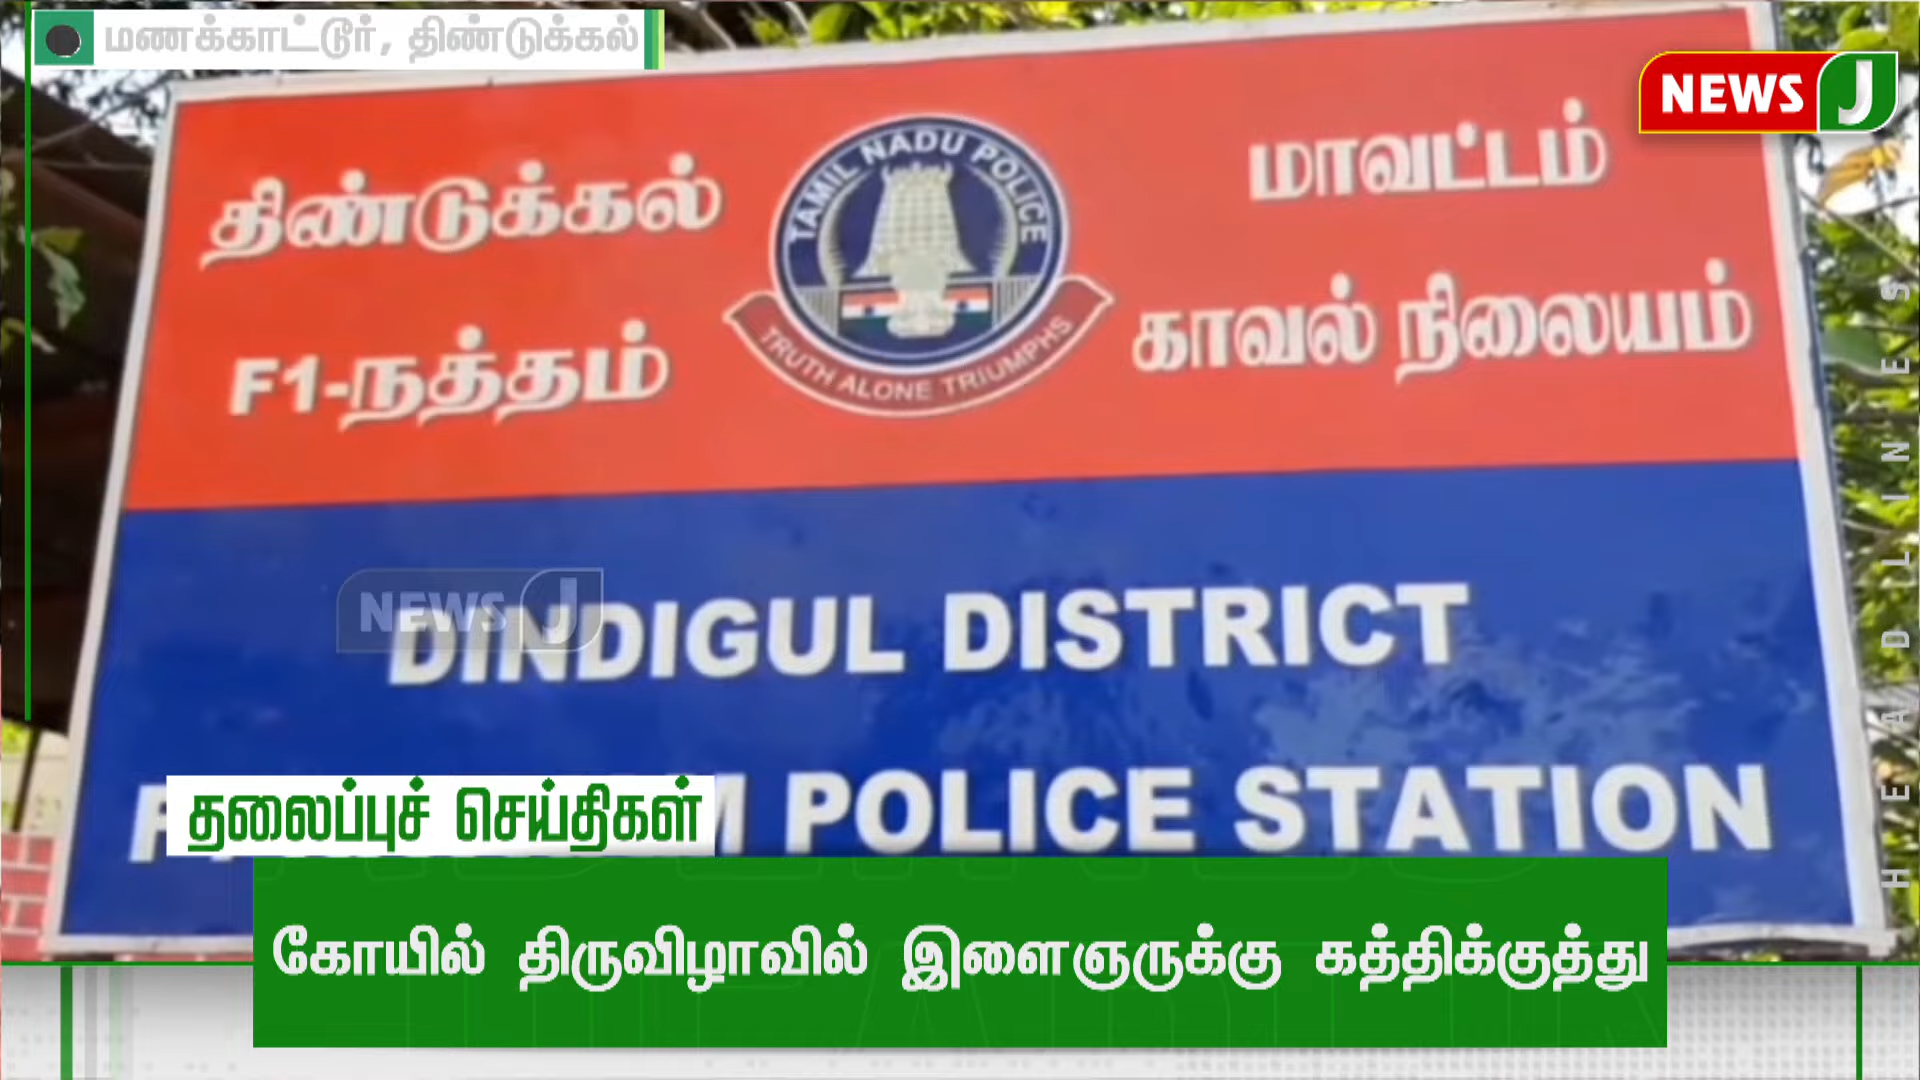 மணக்காட்டூர், திண்டுக்கல்
NEWS J
திண்டுக்கல்
மாவட்டம்
TAMIL NADU POLICE
TRUTH ALONE TRIUMPHS
F1-நத்தம்
காவல் நிலையம்
NEWS J
DINDIGUL DISTRICT
POLICE STATION
HEADLINES
தலைப்புச் செய்திகள்
கோயில் திருவிழாவில் இளைஞருக்கு கத்திக்குத்து